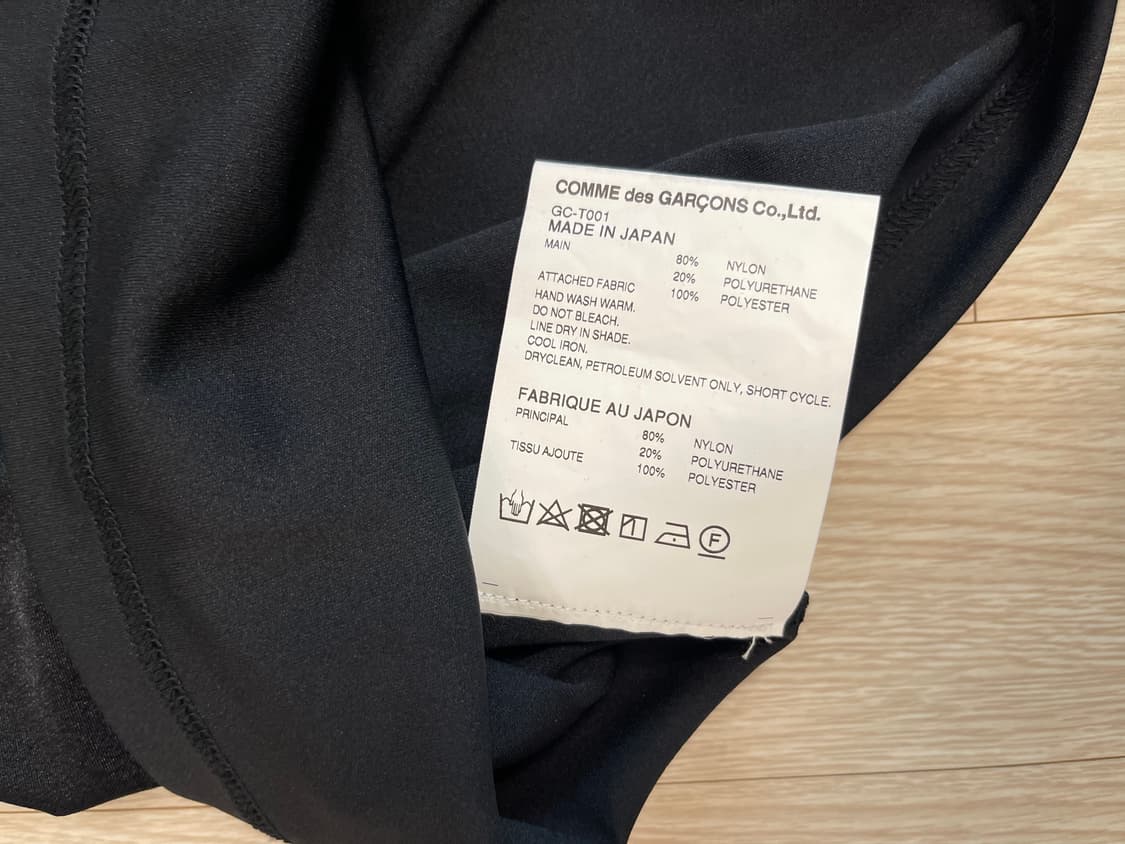 COMME des GARÇONS Co.,Ltd.
GC-T001
MADE IN JAPAN
MAIN 80% NYLON
20% POLYURETHANE
ATTACHED FABRIC 100% POLYESTER
HAND WASH WARM.
DO NOT BLEACH.
LINE DRY IN SHADE.
COOL IRON.
DRYCLEAN, PETROLEUM SOLVENT ONLY, SHORT CYCLE.
FABRIQUE AU JAPON
PRINCIPAL 80% NYLON
20% POLYURETHANE
TISSU AJOUTE 100% POLYESTER
F